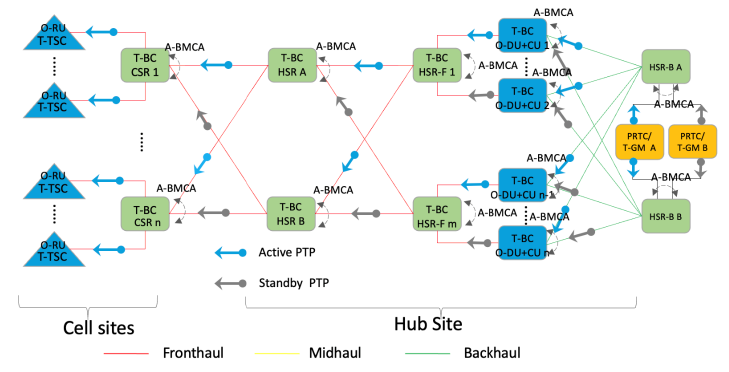 O-RU
T-TSC
O-RU
T-TSC
O-RU
T-TSC
O-RU
T-TSC
T-BC
CSR 1
A-BMCA
T-BC
CSR n
A-BMCA
T-BC
HSR A
A-BMCA
T-BC
HSR B
A-BMCA
T-BC
HSR-F 1
A-BMCA
T-BC
HSR-F m
A-BMCA
T-BC
O-DU+CU 1
A-BMCA
T-BC
O-DU+CU 2
A-BMCA
T-BC
O-DU+CU n-1
A-BMCA
T-BC
O-DU+CU n
A-BMCA
HSR-B A
A-BMCA
PRTC/
T-GM A
PRTC/
T-GM B
A-BMCA
HSR-B B
Active PTP
Standby PTP
Cell sites
Hub Site
Fronthaul
Midhaul
Backhaul